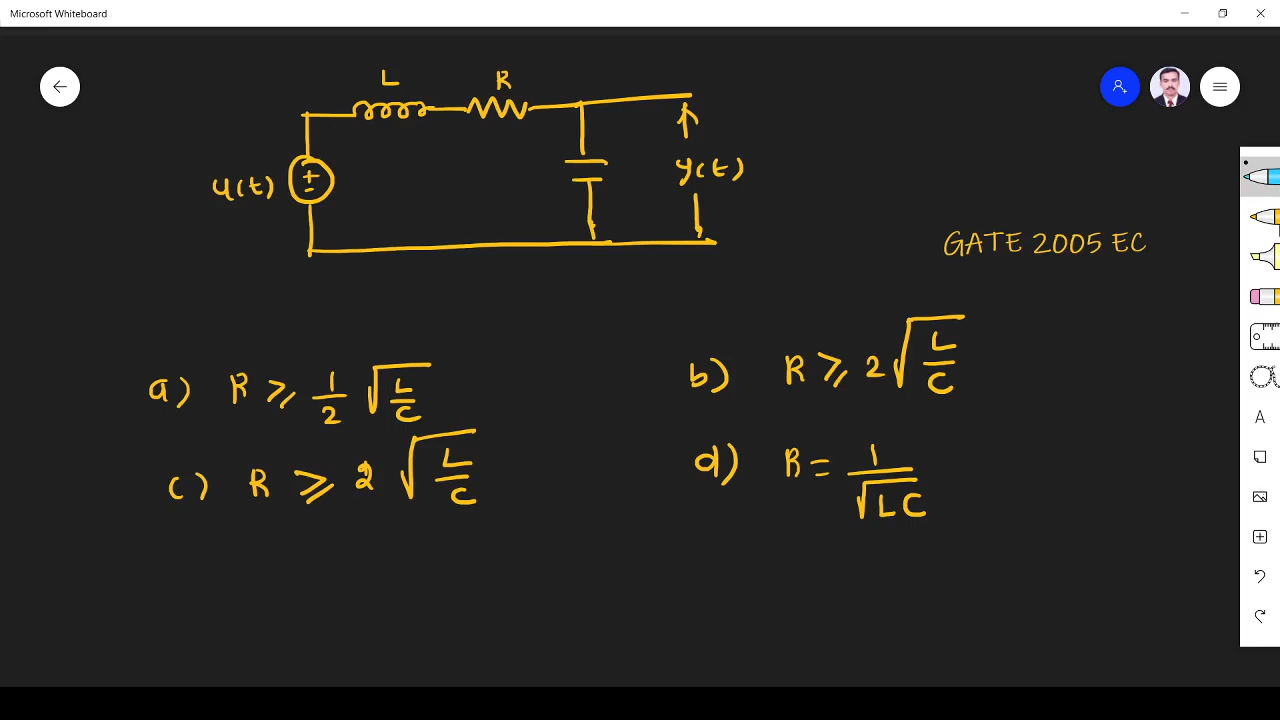 Microsoft Whiteboard
L R
u(t) + - y(t)
GATE 2005 EC
a) R ≥ 1/2 √(L/C)
b) R ≥ 2 √(L/C)
c) R ≥ 2 √(L/C)
d) R = 1/√(LC)
A